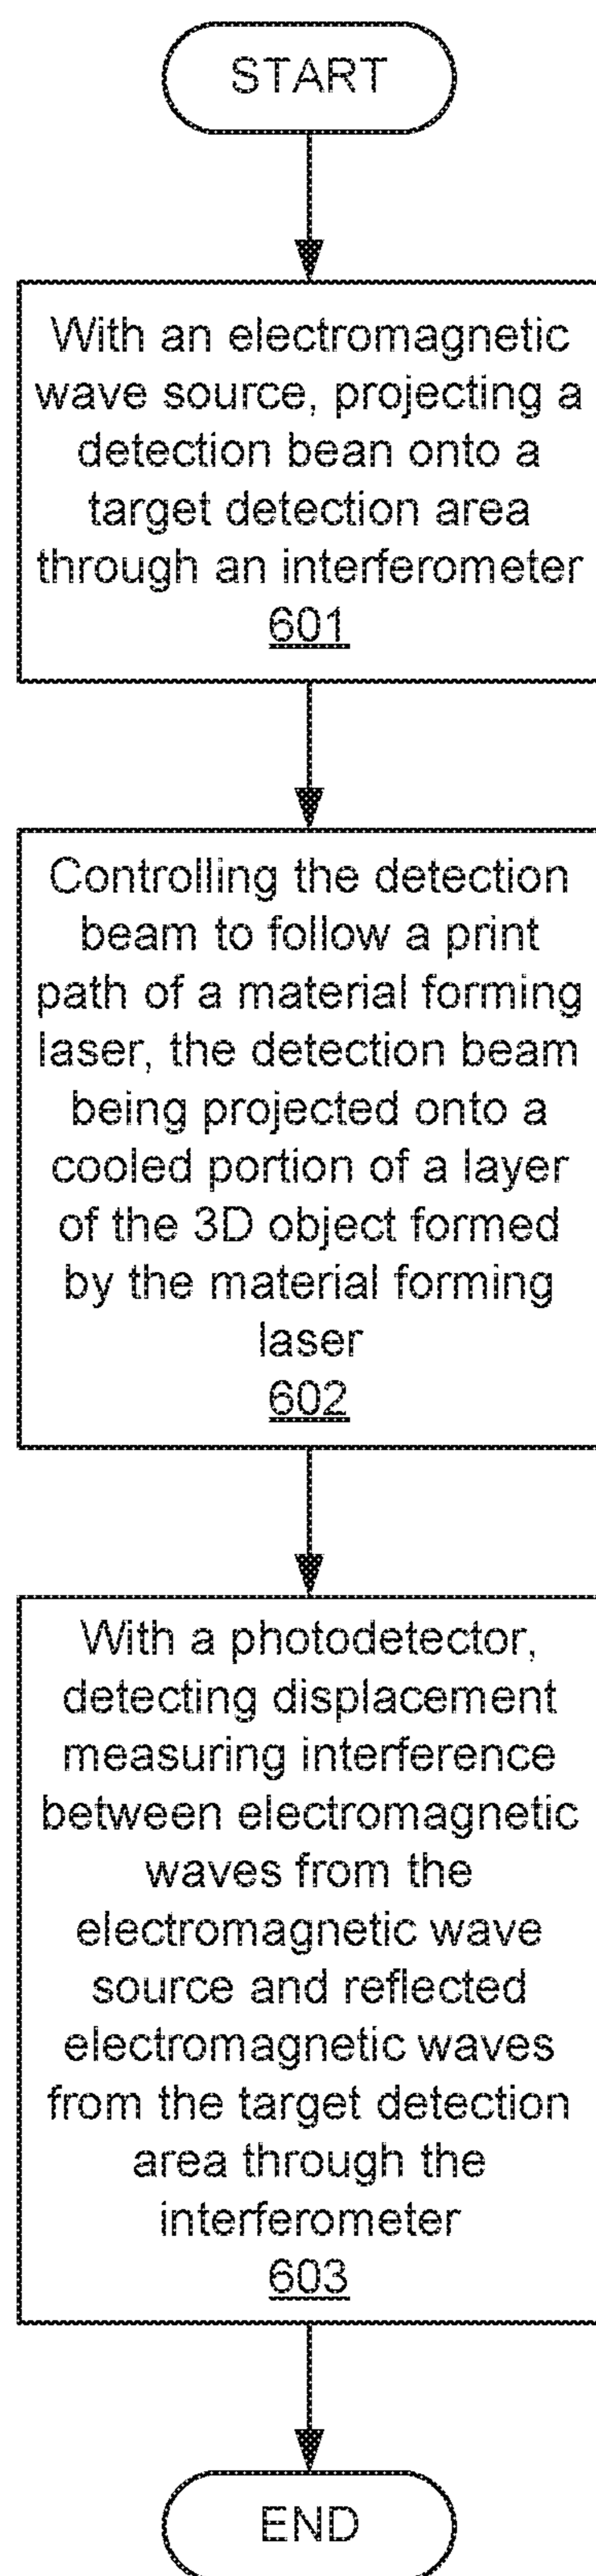 START
With an electromagnetic
wave source, projecting a
detection bean onto a
target detection area
through an interferometer
601
Controlling the detection
beam to follow a print
path of a material forming
laser, the detection beam
being projected onto a
cooled portion of a layer
of the 3D object formed
by the material forming
laser
602
With a photodetector,
detecting displacement
measuring interference
between electromagnetic
waves from the
electromagnetic wave
source and reflected
electromagnetic waves
from the target detection
area through the
interferometer
603
END